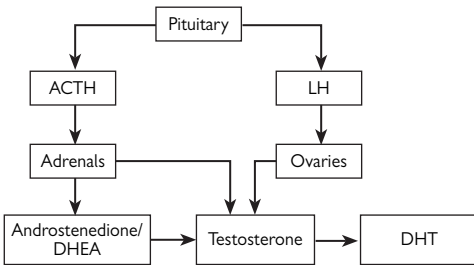 Pituitary
ACTH
LH
Adrenals
Ovaries
Androstenedione/
DHEA
Testosterone
DHT